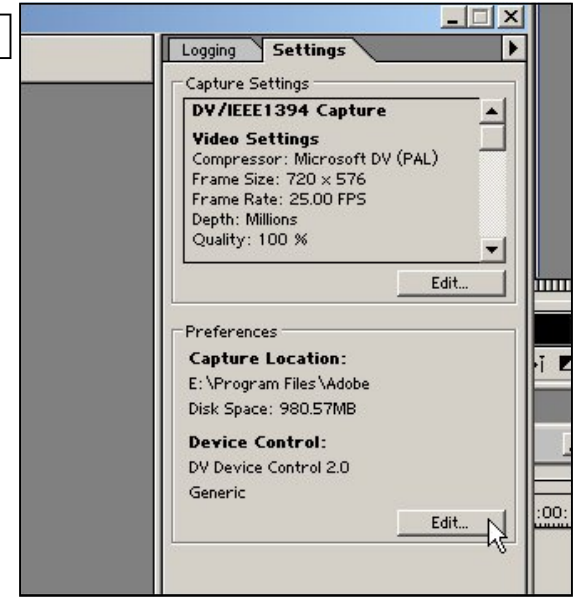 Logging Settings
Capture Settings
DV/IEEE1394 Capture
Video Settings
Compressor: Microsoft DV (PAL)
Frame Size: 720 × 576
Frame Rate: 25.00 FPS
Depth: Millions
Quality: 100 %
Edit...
Preferences
Capture Location:
E:\Program Files\Adobe
Disk Space: 980.57MB
Device Control:
DV Device Control 2.0
Generic
Edit...
:00: